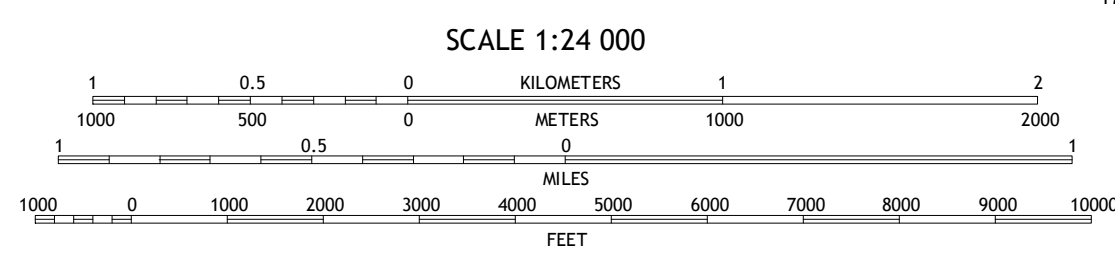 SCALE 1:24 000
1 0.5 0 KILOMETERS 1 2
1000 500 0 METERS 1000 2000
1 0.5 0 1
MILES
1000 0 1000 2000 3000 4000 5000 6000 7000 8000 9000 10000
FEET